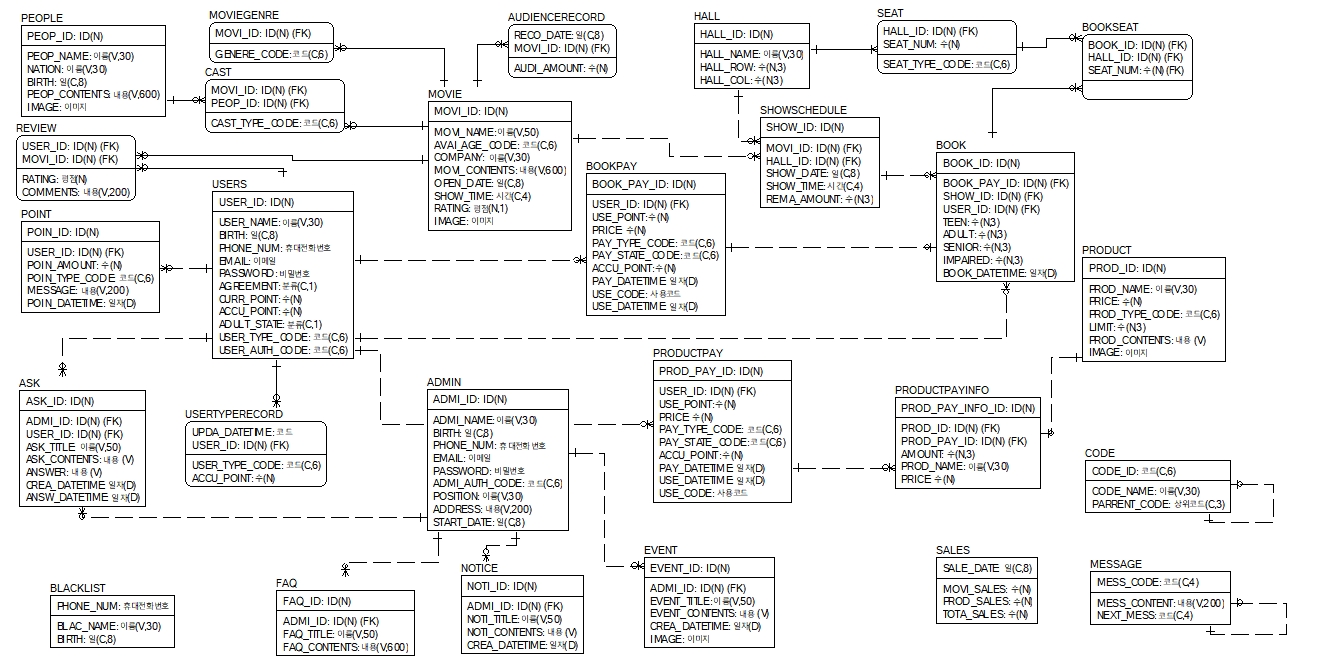 PEOPLE
PEOP_ID: ID(N)
PEOP_NAME: 이름(V,30)
NATION: 이름(V,30)
BIRTH: 일(C,8)
PEOP_CONTENTS: 내용(V,600)
IMAGE: 이미지
MOVIEGENRE
MOVI_ID: ID(N) (FK)
GENERE_CODE: 코드(C,6)
CAST
MOVI_ID: ID(N) (FK)
PEOP_ID: ID(N) (FK)
CAST_TYPE_CODE: 코드(C,6)
AUDIENCERECORD
RECO_DATE: 일(C,8)
MOVI_ID: ID(N) (FK)
AUDI_AMOUNT: 수(N)
HALL
HALL_ID: ID(N)
HALL_NAME: 이름(V,30)
HALL_ROW: 수(N,3)
HALL_COL: 수(N,3)
SEAT
HALL_ID: ID(N) (FK)
SEAT_NUM: 수(N)
SEAT_TYPE_CODE: 코드(C,6)
BOOKSEAT
BOOK_ID: ID(N) (FK)
HALL_ID: ID(N) (FK)
SEAT_NUM: 수(N) (FK)
REVIEW
USER_ID: ID(N) (FK)
MOVI_ID: ID(N) (FK)
RATING: 평점(N)
COMMENTS: 내용(V,200)
MOVIE
MOVI_ID: ID(N)
MOVI_NAME: 이름(V,50)
AVAI_AGE_CODE: 코드(C,6)
COMPANY: 이름(V,30)
MOVI_CONTENTS: 내용(V,600)
OPEN_DATE: 일(C,8)
SHOW_TIME: 시간(C,4)
RATING: 평점(N,1)
IMAGE: 이미지
SHOWSCHEDULE
SHOW_ID: ID(N)
MOVI_ID: ID(N) (FK)
HALL_ID: ID(N) (FK)
SHOW_DATE: 일(C,8)
SHOW_TIME: 시간(C,4)
REMA_AMOUNT: 수(N,3)
BOOK
BOOK_ID: ID(N)
BOOK_PAY_ID: ID(N) (FK)
SHOW_ID: ID(N) (FK)
USER_ID: ID(N) (FK)
TEEN: 수(N,3)
ADULT: 수(N,3)
SENIOR: 수(N,3)
IMPAIRED: 수(N,3)
BOOK_DATETIME: 일자(D)
BOOKPAY
BOOK_PAY_ID: ID(N)
USER_ID: ID(N) (FK)
USE_POINT: 수(N)
PRICE: 수(N)
PAY_TYPE_CODE: 코드(C,6)
PAY_STATE_CODE: 코드(C,6)
ACCU_POINT: 수(N)
PAY_DATETIME: 일자(D)
USE_CODE: 사용코드
USE_DATETIME: 일자(D)
USERS
USER_ID: ID(N)
USER_NAME: 이름(V,30)
BIRTH: 일(C,8)
PHONE_NUM: 휴대전화번호
EMAIL: 이메일
PASSWORD: 비밀번호
AGREEMENT: 분류(C,1)
CURR_POINT: 수(N)
ACCU_POINT: 수(N)
ADULT_STATE: 분류(C,1)
USER_TYPE_CODE: 코드(C,6)
USER_AUTH_CODE: 코드(C,6)
POINT
POIN_ID: ID(N)
USER_ID: ID(N) (FK)
POIN_AMOUNT: 수(N)
POIN_TYPE_CODE: 코드(C,6)
MESSAGE: 내용(V,200)
POIN_DATETIME: 일자(D)
PRODUCT
PROD_ID: ID(N)
PROD_NAME: 이름(V,30)
PRICE: 수(N)
PROD_TYPE_CODE: 코드(C,6)
LIMIT: 수(N,3)
PROD_CONTENTS: 내용 (V)
IMAGE: 이미지
ASK
ASK_ID: ID(N)
ADMI_ID: ID(N) (FK)
USER_ID: ID(N) (FK)
ASK_TITLE: 이름(V,50)
ASK_CONTENTS: 내용 (V)
ANSWER: 내용 (V)
CREA_DATETIME: 일자(D)
ANSW_DATETIME: 일자(D)
USERTYPERECORD
UPDA_DATETIME: 코드
USER_ID: ID(N) (FK)
USER_TYPE_CODE: 코드(C,6)
ACCU_POINT: 수(N)
ADMIN
ADMI_ID: ID(N)
ADMI_NAME: 이름(V,30)
BIRTH: 일(C,8)
PHONE_NUM: 휴대전화번호
EMAIL: 이메일
PASSWORD: 비밀번호
ADMI_AUTH_CODE: 코드(C,6)
POSITION: 이름(V,30)
ADDRESS: 내용(V,200)
START_DATE: 일(C,8)
PRODUCTPAY
PROD_PAY_ID: ID(N)
USER_ID: ID(N) (FK)
USE_POINT: 수(N)
PRICE: 수(N)
PAY_TYPE_CODE: 코드(C,6)
PAY_STATE_CODE: 코드(C,6)
ACCU_POINT: 수(N)
PAY_DATETIME: 일자(D)
USE_DATETIME: 일자(D)
USE_CODE: 사용코드
PRODUCTPAYINFO
PROD_PAY_INFO_ID: ID(N)
PROD_ID: ID(N) (FK)
PROD_PAY_ID: ID(N) (FK)
AMOUNT: 수(N,3)
PROD_NAME: 이름(V,30)
PRICE: 수(N)
CODE
CODE_ID: 코드(C,6)
CODE_NAME: 이름(V,30)
PARRENT_CODE: 상위코드(C,3)
BLACKLIST
PHONE_NUM: 휴대전화번호
BLAC_NAME: 이름(V,30)
BIRTH: 일(C,8)
FAQ
FAQ_ID: ID(N)
ADMI_ID: ID(N) (FK)
FAQ_TITLE: 이름(V,50)
FAQ_CONTENTS: 내용(V,600)
NOTICE
NOTI_ID: ID(N)
ADMI_ID: ID(N) (FK)
NOTI_TITLE: 이름(V,50)
NOTI_CONTENTS: 내용 (V)
CREA_DATETIME: 일자(D)
EVENT
EVENT_ID: ID(N)
ADMI_ID: ID(N) (FK)
EVENT_TITLE: 이름(V,50)
EVENT_CONTENTS: 내용 (V)
CREA_DATETIME: 일자(D)
IMAGE: 이미지
SALES
SALE_DATE: 일(C,8)
MOVI_SALES: 수(N)
PROD_SALES: 수(N)
TOTA_SALES: 수(N)
MESSAGE
MESS_CODE: 코드(C,4)
MESS_CONTENT: 내용(V,200)
NEXT_MESS: 코드(C,4)